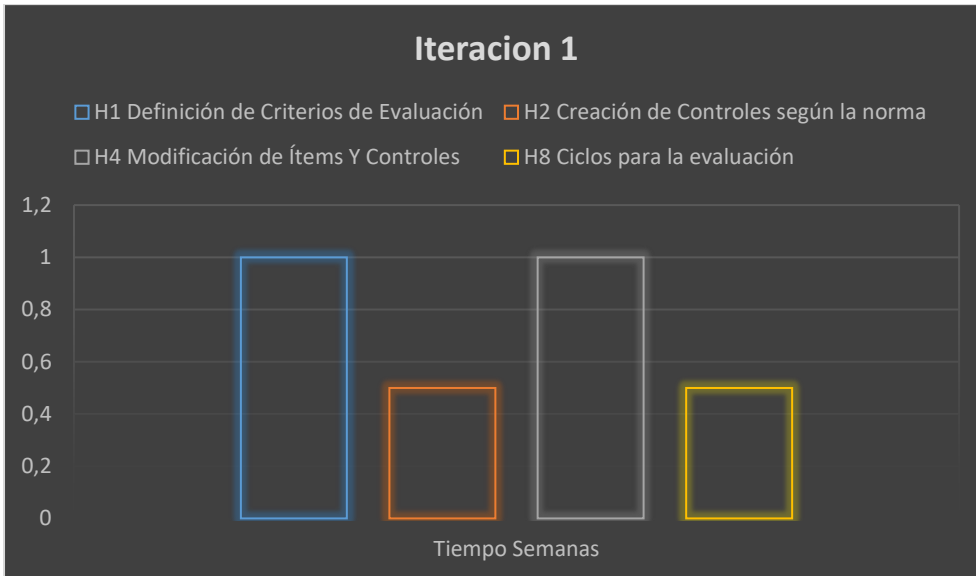 Iteracion 1
H1 Definición de Criterios de Evaluación H2 Creación de Controles según la norma
H4 Modificación de Ítems Y Controles H8 Ciclos para la evaluación
1,2
1
0,8
0,6
0,4
0,2
0
Tiempo Semanas